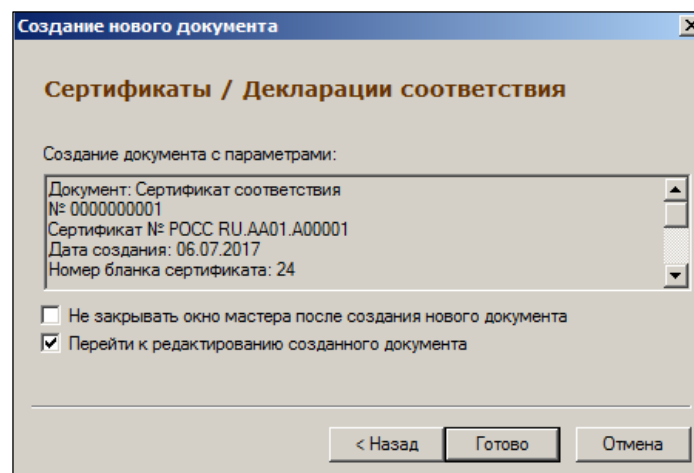 Создание нового документа
Сертификаты / Декларации соответствия
Создание документа с параметрами:
Документ: Сертификат соответствия
№ 0000000001
Сертификат № РОСС RU.АА01.А00001
Дата создания: 06.07.2017
Номер бланка сертификата: 24
Не закрывать окно мастера после создания нового документа
Перейти к редактированию созданного документа
< Назад Готово Отмена